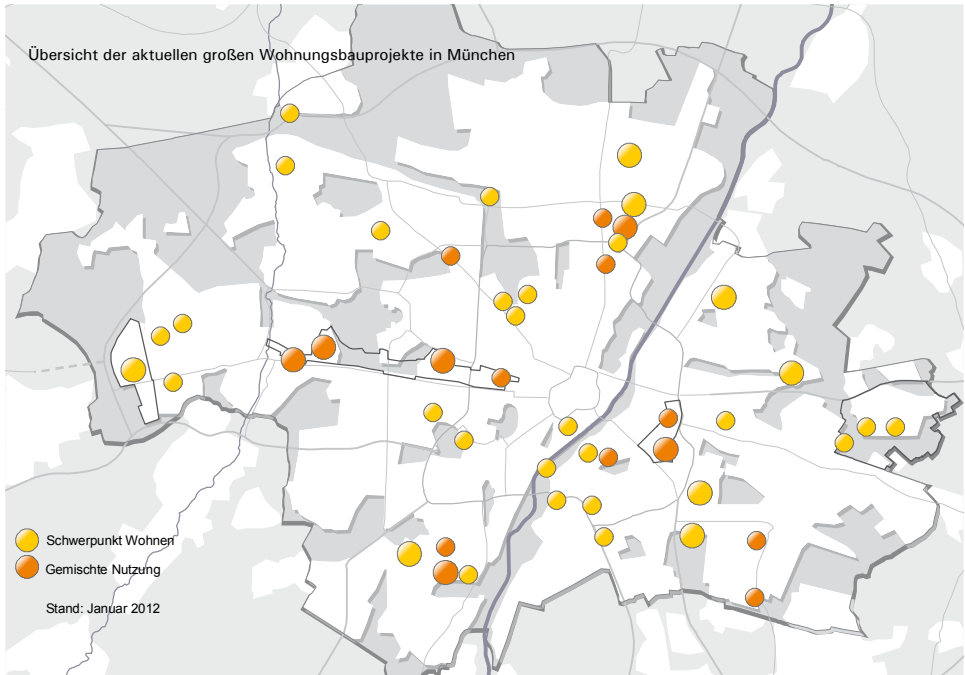 Übersicht der aktuellen großen Wohnungsbauprojekte in München
Schwerpunkt Wohnen
Gemischte Nutzung
Stand: Januar 2012